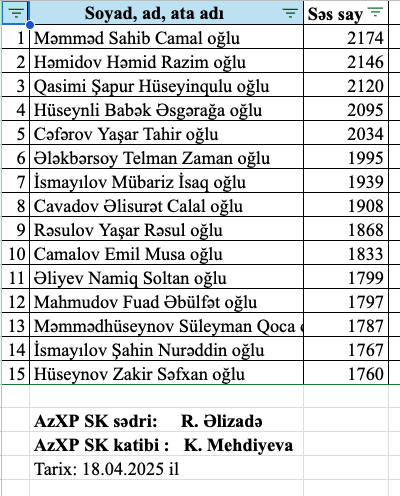 Soyad, ad, ata adı Səs say
1 Məmməd Sahib Camal oğlu 2174
2 Həmidov Həmid Razim oğlu 2146
3 Qasimi Şapur Hüseyinqulu oğlu 2120
4 Hüseynli Babək Əsgərağa oğlu 2095
5 Cəfərov Yaşar Tahir oğlu 2034
6 Ələkbərsoy Telman Zaman oğlu 1995
7 İsmayılov Mübariz İsaq oğlu 1939
8 Cavadov Əlisurət Calal oğlu 1908
9 Rəsulov Yaşar Rəsul oğlu 1868
10 Camalov Emil Musa oğlu 1833
11 Əliyev Namiq Soltan oğlu 1799
12 Mahmudov Fuad Əbülfət oğlu 1797
13 Məmmədhüseynov Süleyman Qoca 1787
14 İsmayılov Şahin Nurəddin oğlu 1767
15 Hüseynov Zakir Səfxan oğlu 1760
AzXP SK sədri: R. Əlizadə
AzXP SK katibi : K. Mehdiyeva
Tarix: 18.04.2025 il